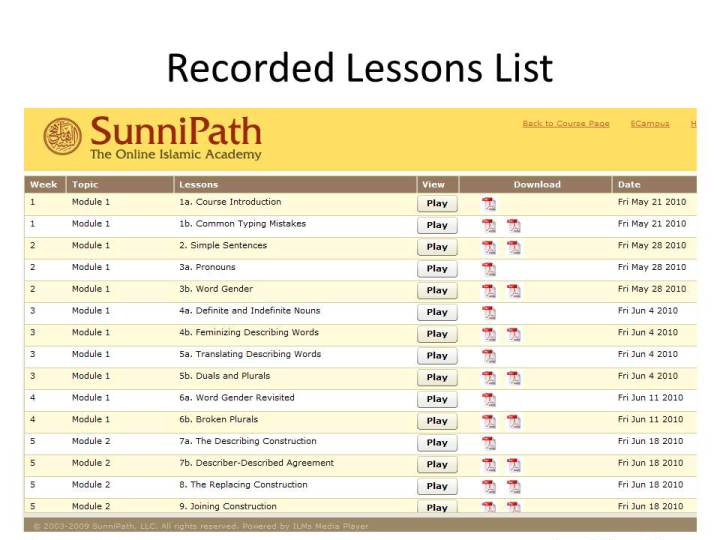 Recorded Lessons List
SunniPath
The Online Islamic Academy
Back to Course Page ECampus H
Week Topic Lessons View Download Date
1 Module 1 1a. Course Introduction Play Fri May 21 2010
1 Module 1 1b. Common Typing Mistakes Play Fri May 21 2010
2 Module 1 2. Simple Sentences Play Fri May 28 2010
2 Module 1 3a. Pronouns Play Fri May 28 2010
2 Module 1 3b. Word Gender Play Fri May 28 2010
3 Module 1 4a. Definite and Indefinite Nouns Play Fri Jun 4 2010
3 Module 1 4b. Feminizing Describing Words Play Fri Jun 4 2010
3 Module 1 5a. Translating Describing Words Play Fri Jun 4 2010
3 Module 1 5b. Duals and Plurals Play Fri Jun 4 2010
4 Module 1 6a. Word Gender Revisited Play Fri Jun 11 2010
4 Module 1 6b. Broken Plurals Play Fri Jun 11 2010
5 Module 2 7a. The Describing Construction Play Fri Jun 18 2010
5 Module 2 7b. Describer-Described Agreement Play Fri Jun 18 2010
5 Module 2 8. The Replacing Construction Play Fri Jun 18 2010
5 Module 2 9. Joining Construction Play Fri Jun 18 2010
© 2003-2009 SunniPath, LLC. All rights reserved. Powered by ILMs Media Player